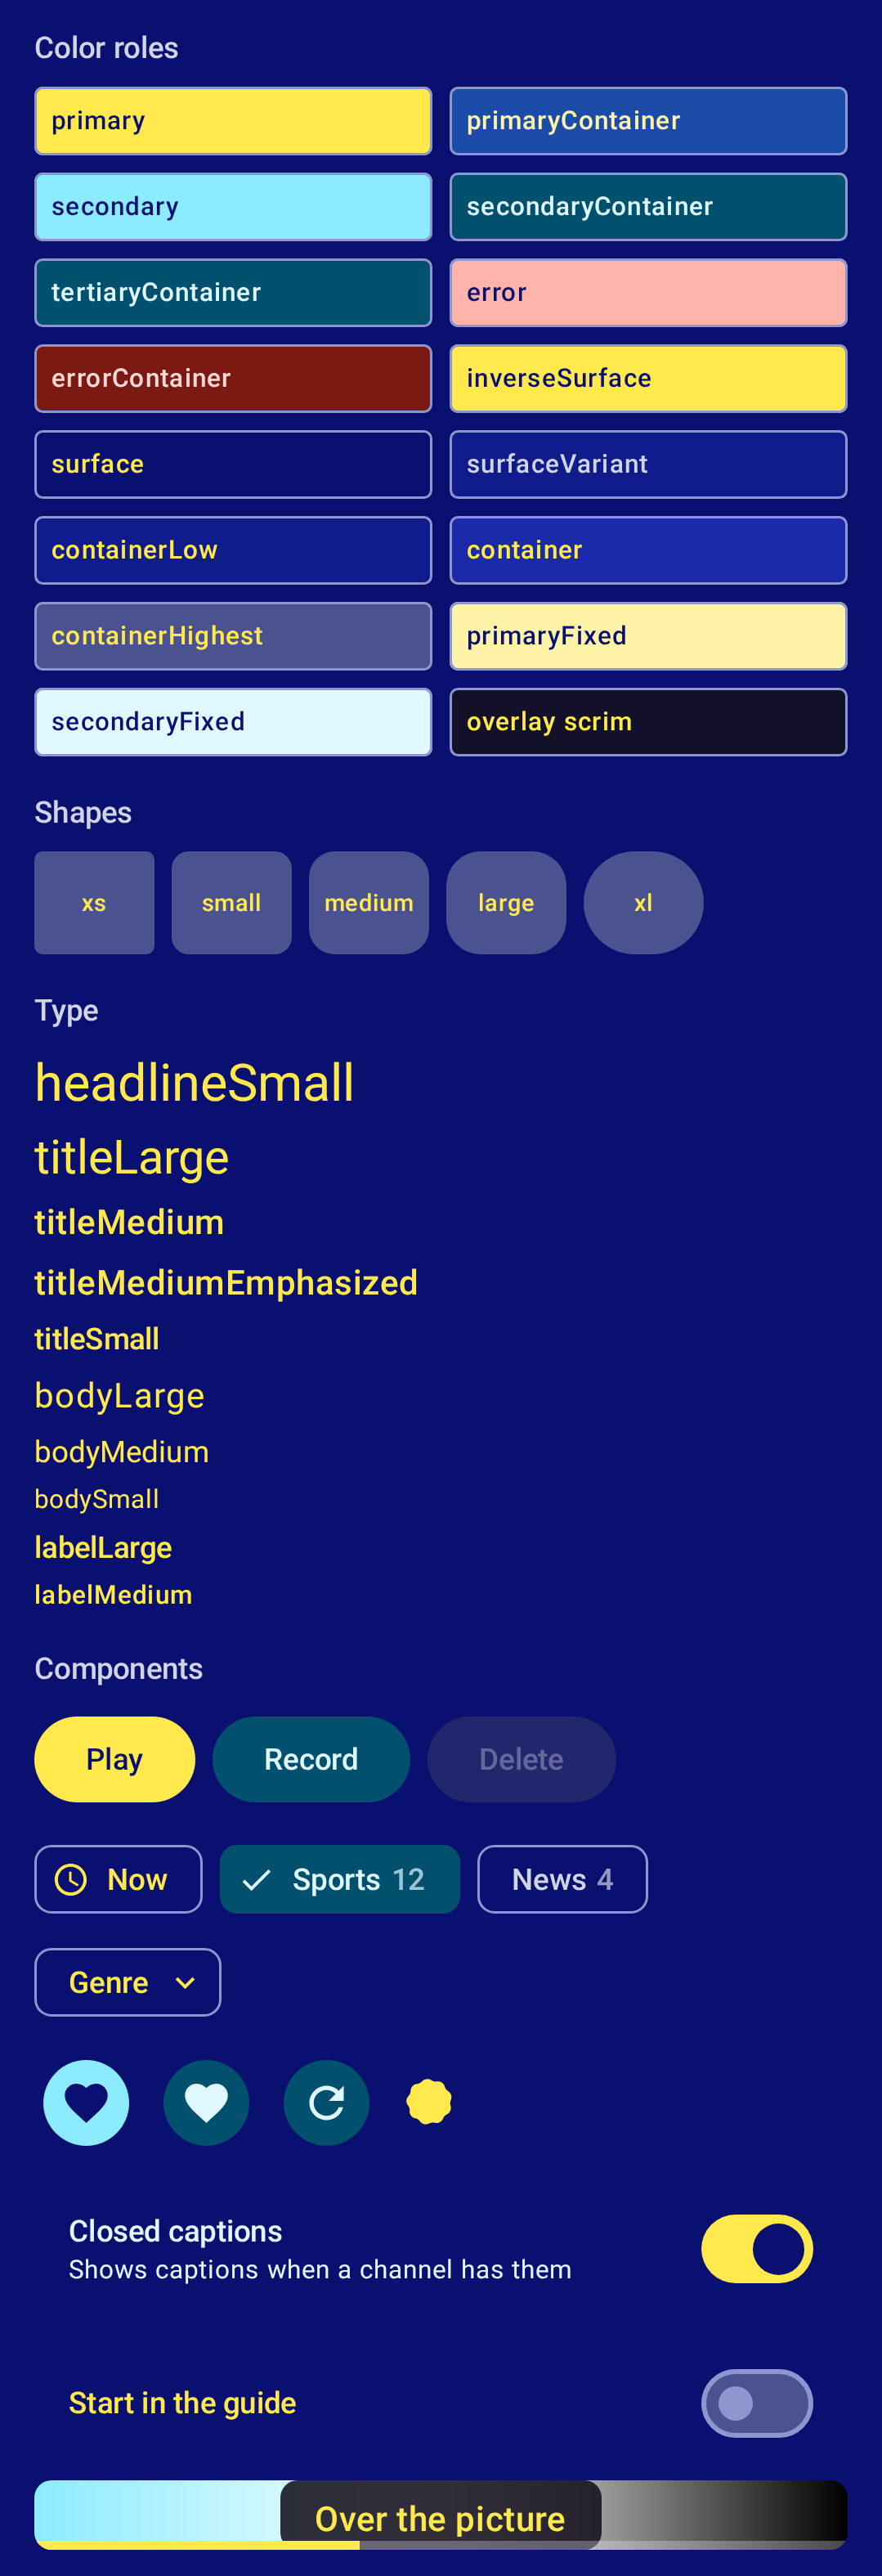 Color roles
primary
primaryContainer
secondary
secondaryContainer
tertiaryContainer
error
errorContainer
inverseSurface
surface
surfaceVariant
containerLow
container
containerHighest
primaryFixed
secondaryFixed
overlay scrim
Shapes
xs
small
medium
large
xl
Type
headlineSmall
titleLarge
titleMedium
titleMediumEmphasized
titleSmall
bodyLarge
bodyMedium
bodySmall
labelLarge
labelMedium
Components
Play
Record
Delete
Now
Sports 12
News 4
Genre
Closed captions
Shows captions when a channel has them
Start in the guide
Over the picture